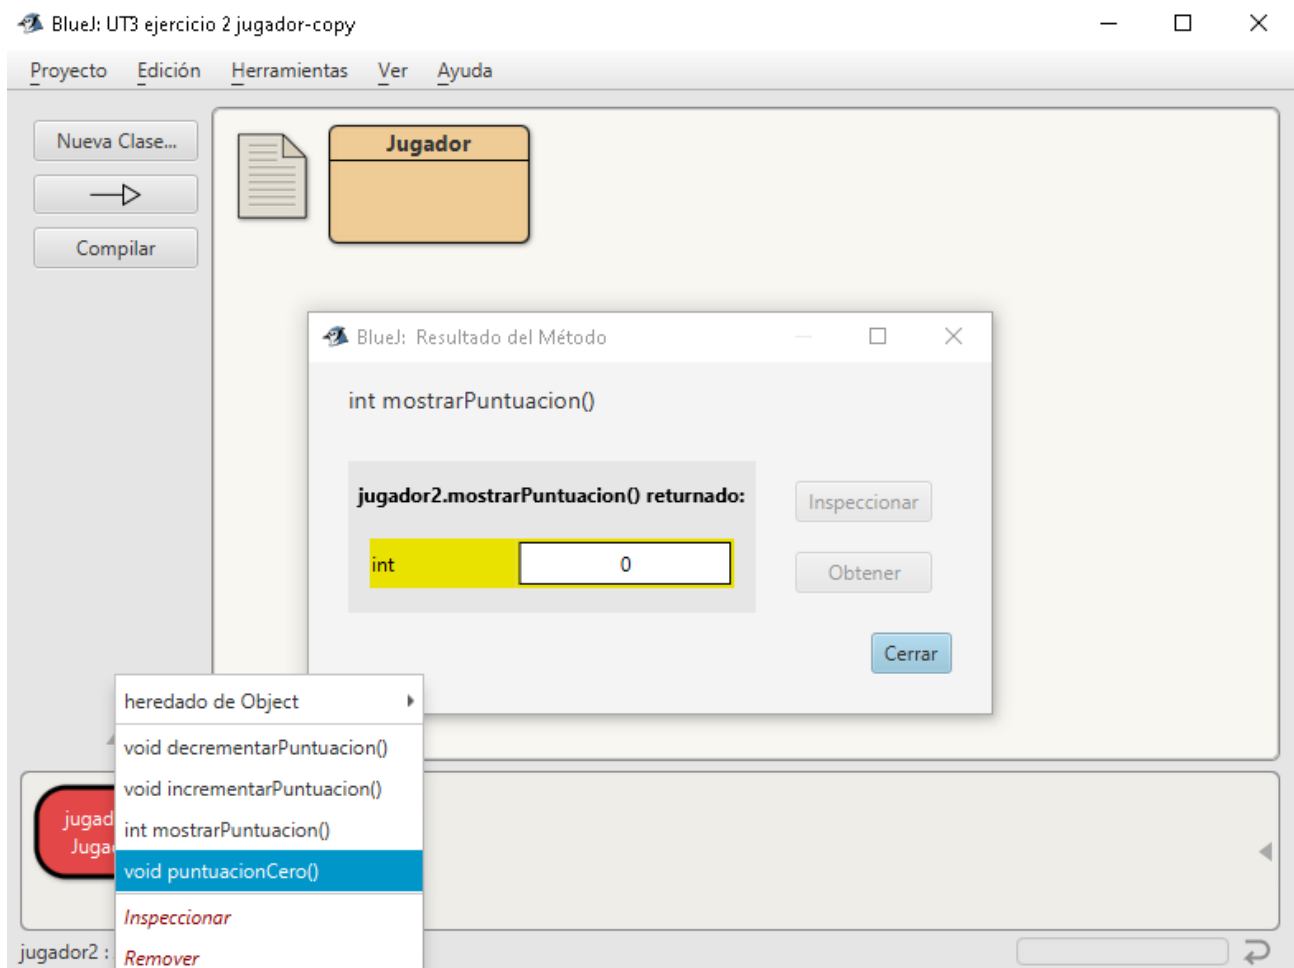 BlueJ: UT3 ejercicio 2 jugador-copy
Proyecto Edición Herramientas Ver Ayuda
Nueva Clase...
Compilar
Jugador
BlueJ: Resultado del Método
int mostrarPuntuacion()
jugador2.mostrarPuntuacion() returnado:
int 0
Inspeccionar
Obtener
Cerrar
heredado de Object
void decrementarPuntuacion()
void incrementarPuntuacion()
int mostrarPuntuacion()
void puntuacionCero()
Inspeccionar
Remover
jugad
Juga
jugador2 :